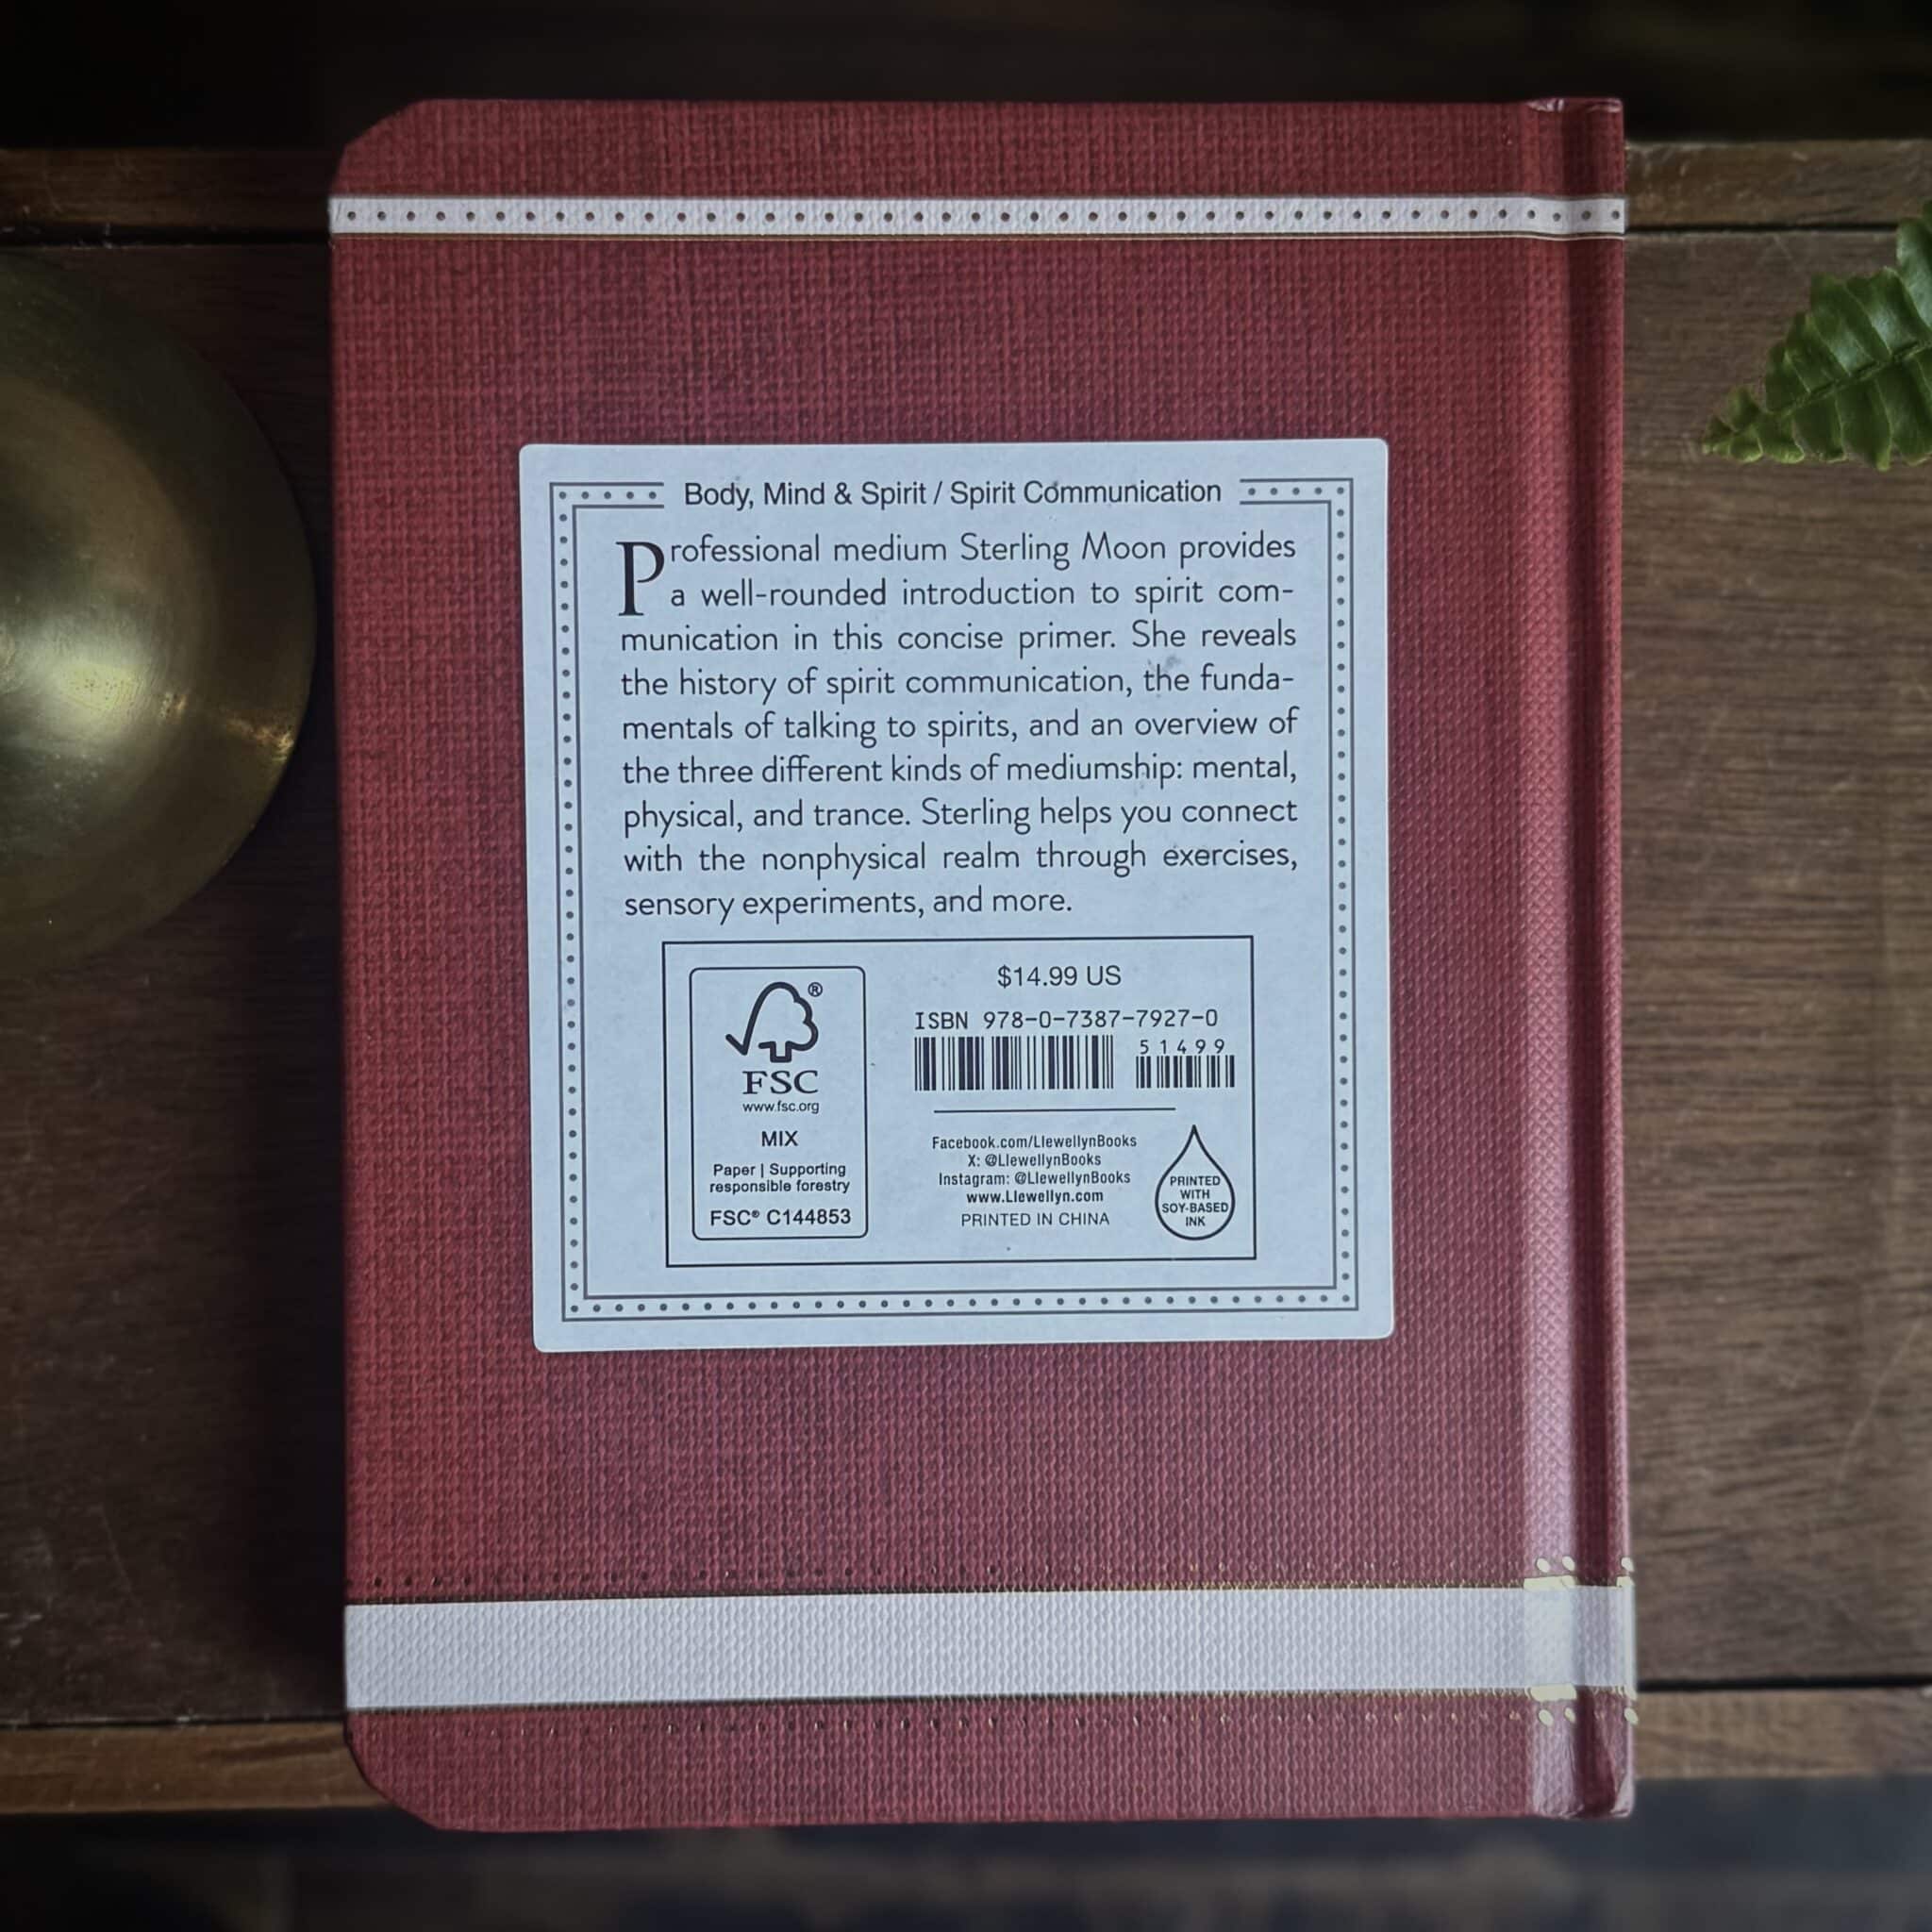 Body, Mind & Spirit / Spirit Communication
Professional medium Sterling Moon provides
a well-rounded introduction to spirit com-
munication in this concise primer. She reveals
the history of spirit communication, the funda-
mentals of talking to spirits, and an overview of
the three different kinds of mediumship: mental,
physical, and trance. Sterling helps you connect
with the nonphysical realm through exercises,
sensory experiments, and more.
®
FSC
www.fsc.org
MIX
Paper | Supporting
responsible forestry
FSC® C144853
$14.99 US
ISBN 978-0-7387-7927-0
51499
Facebook.com/LlewellynBooks
X: @LlewellynBooks
Instagram: @LlewellynBooks
www.Llewellyn.com
PRINTED IN CHINA
PRINTED
WITH
SOY-BASED
INK